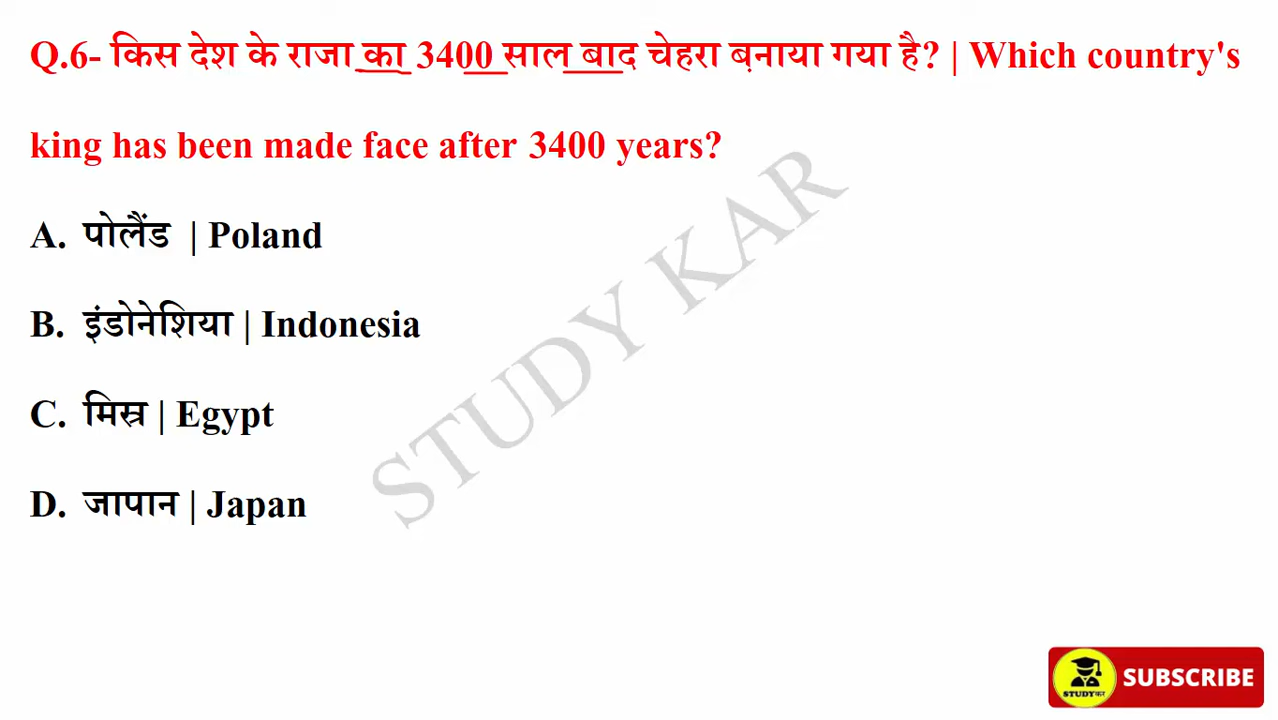 Q.6- किस देश के राजा का 3400 साल बाद चेहरा बनाया गया है? | Which country's
king has been made face after 3400 years?
A. पोलैंड | Poland
B. इंडोनेशिया | Indonesia
C. मिस्र | Egypt
D. जापान | Japan
STUDY KAR
STUDYकर
SUBSCRIBE